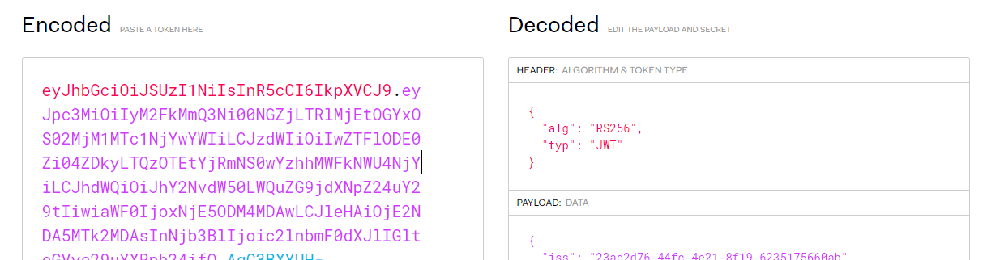 Encoded PASTE A TOKEN HERE
eyJhbGciOiJSUzI1NiIsInR5cCI6IkpXVCJ9.ey
Jpc3MiOiIyM2FkMmQ3Ni00NGZjLTRlMjEtOGYxO
S02MjM1MTc1NjYwYWIiLCJzdWIiOiIwZTFlODE0
Zi04ZDkyLTQzOTEtYjRmNS0wYzhhMWFkNWU4NjY
iLCJhdWQiOiJhY2NvdW50LWQuZG9jdXNpZ24uY2
9tIiwiaWF0IjoxNjE5ODM4MDAwLCJleHAiOjE2N
DA5MTk2MDAsInNjb3BlIjoic2lnbmF0dXJlIGlt
cGVyc29uYXRpb24ifQ.AgC3BXYUH-
Decoded EDIT THE PAYLOAD AND SECRET
HEADER: ALGORITHM & TOKEN TYPE
{
"alg": "RS256",
"typ": "JWT"
}
PAYLOAD: DATA
{
"iss": "23ad2d76-44fc-4e21-8f19-6235175660ab"